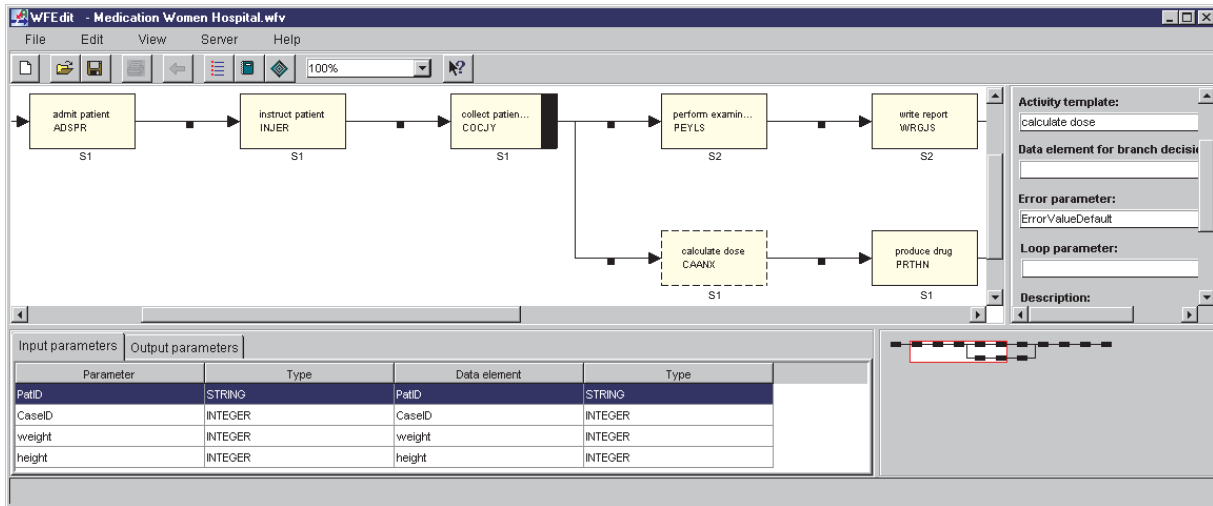 WFEdit - Medication Women Hospital.wfv
File Edit View Server Help
100%
admit patient
ADSPR
S1
instruct patient
INJER
S1
collect patien...
COCJY
S1
perform examin...
PEYLS
S2
write report
WRGJS
S2
calculate dose
CAANX
S1
produce drug
PRTHN
S1
Activity template:
calculate dose
Data element for branch decisi
Error parameter:
ErrorValueDefault
Loop parameter:
Description:
Input parameters Output parameters
Parameter Type Data element Type
PatID STRING PatID STRING
CaseID INTEGER CaseID INTEGER
weight INTEGER weight INTEGER
height INTEGER height INTEGER